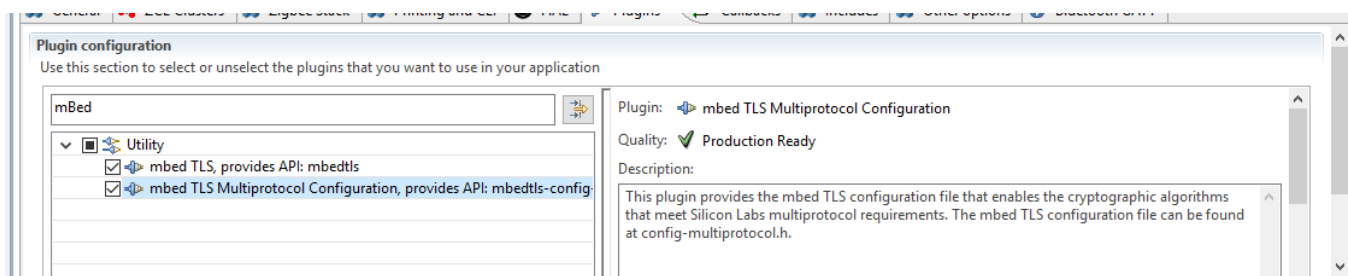 Plugin configuration
Use this section to select or unselect the plugins that you want to use in your application
mBed
Utility
mbed TLS, provides API: mbedtls
mbed TLS Multiprotocol Configuration, provides API: mbedtls-config-
Plugin: mbed TLS Multiprotocol Configuration
Quality: Production Ready
Description:
This plugin provides the mbed TLS configuration file that enables the cryptographic algorithms
that meet Silicon Labs multiprotocol requirements. The mbed TLS configuration file can be found
at config-multiprotocol.h.